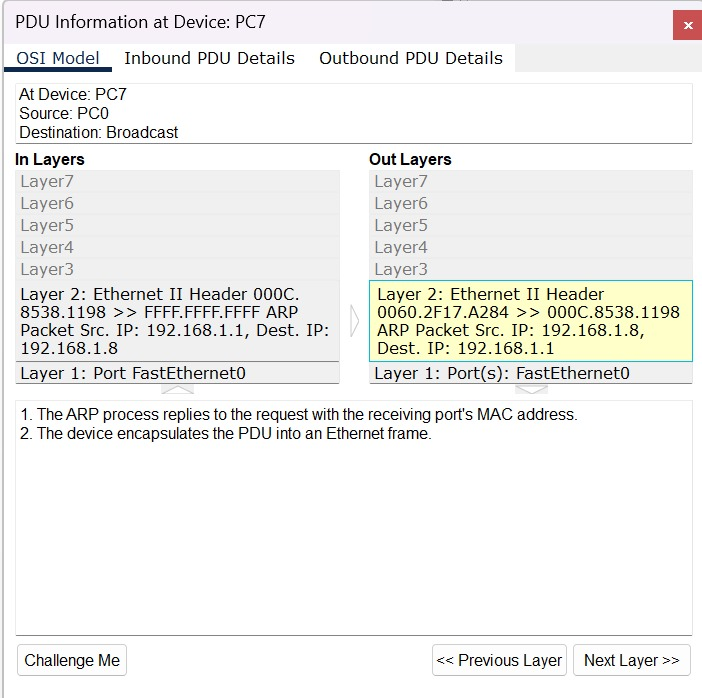 PDU Information at Device: PC7
OSI Model Inbound PDU Details Outbound PDU Details
At Device: PC7
Source: PC0
Destination: Broadcast
In Layers
Layer7
Layer6
Layer5
Layer4
Layer3
Layer 2: Ethernet II Header 000C.
8538.1198 >> FFFF.FFFF.FFFF ARP
Packet Src. IP: 192.168.1.1, Dest. IP:
192.168.1.8
Layer 1: Port FastEthernet0
Out Layers
Layer7
Layer6
Layer5
Layer4
Layer3
Layer 2: Ethernet II Header
0060.2F17.A284 >> 000C.8538.1198
ARP Packet Src. IP: 192.168.1.8,
Dest. IP: 192.168.1.1
Layer 1: Port(s): FastEthernet0
1. The ARP process replies to the request with the receiving port's MAC address.
2. The device encapsulates the PDU into an Ethernet frame.
Challenge Me
<< Previous Layer
Next Layer >>